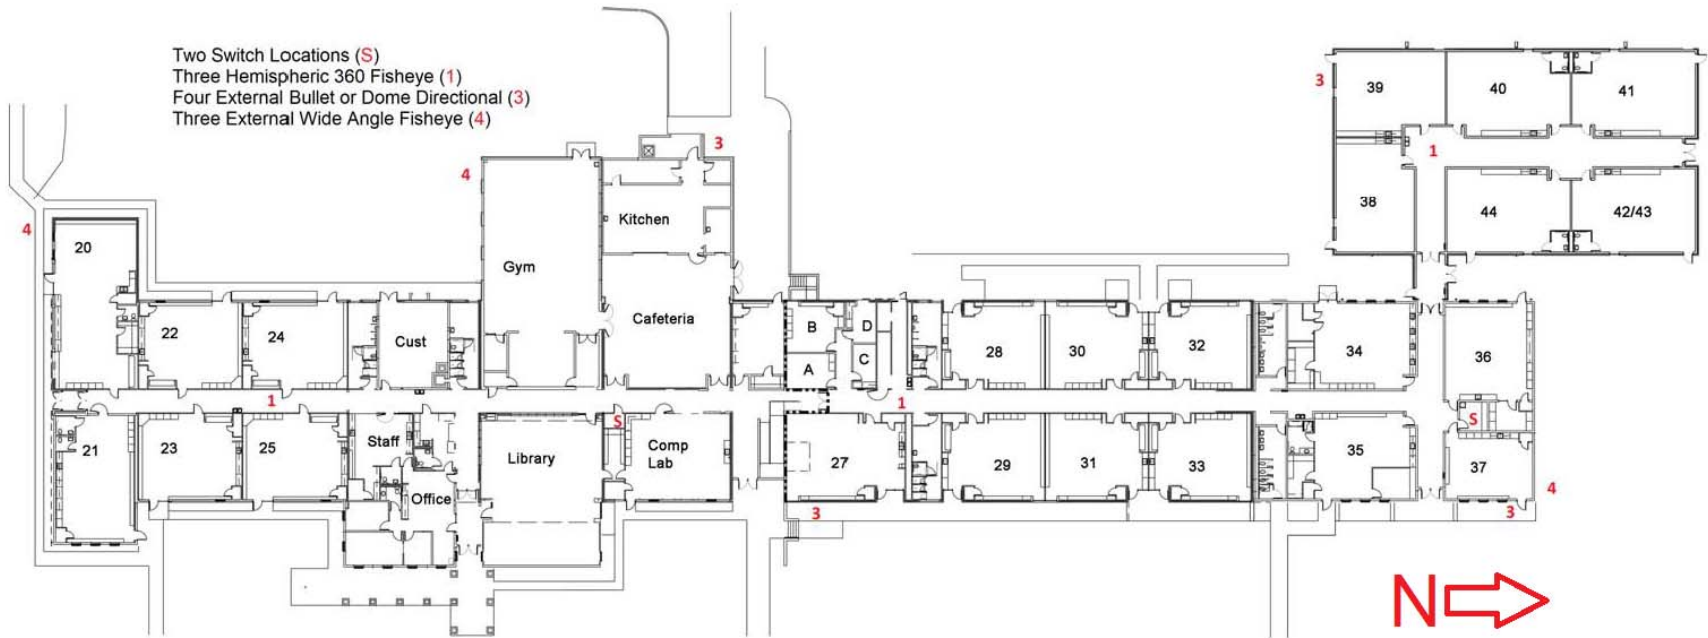 Two Switch Locations (S)
Three Hemispheric 360 Fisheye (1)
Four External Bullet or Dome Directional (3)
Three External Wide Angle Fisheye (4)
3
39
40
41
3
4
1
Kitchen
38
44
42/43
4
20
Gym
Cafeteria
22
24
Cust
B
D
A
C
28
30
32
34
36
1
1
S
S
21
23
25
Staff
Office
Library
Comp
Lab
27
29
31
33
35
37
4
3
3
N